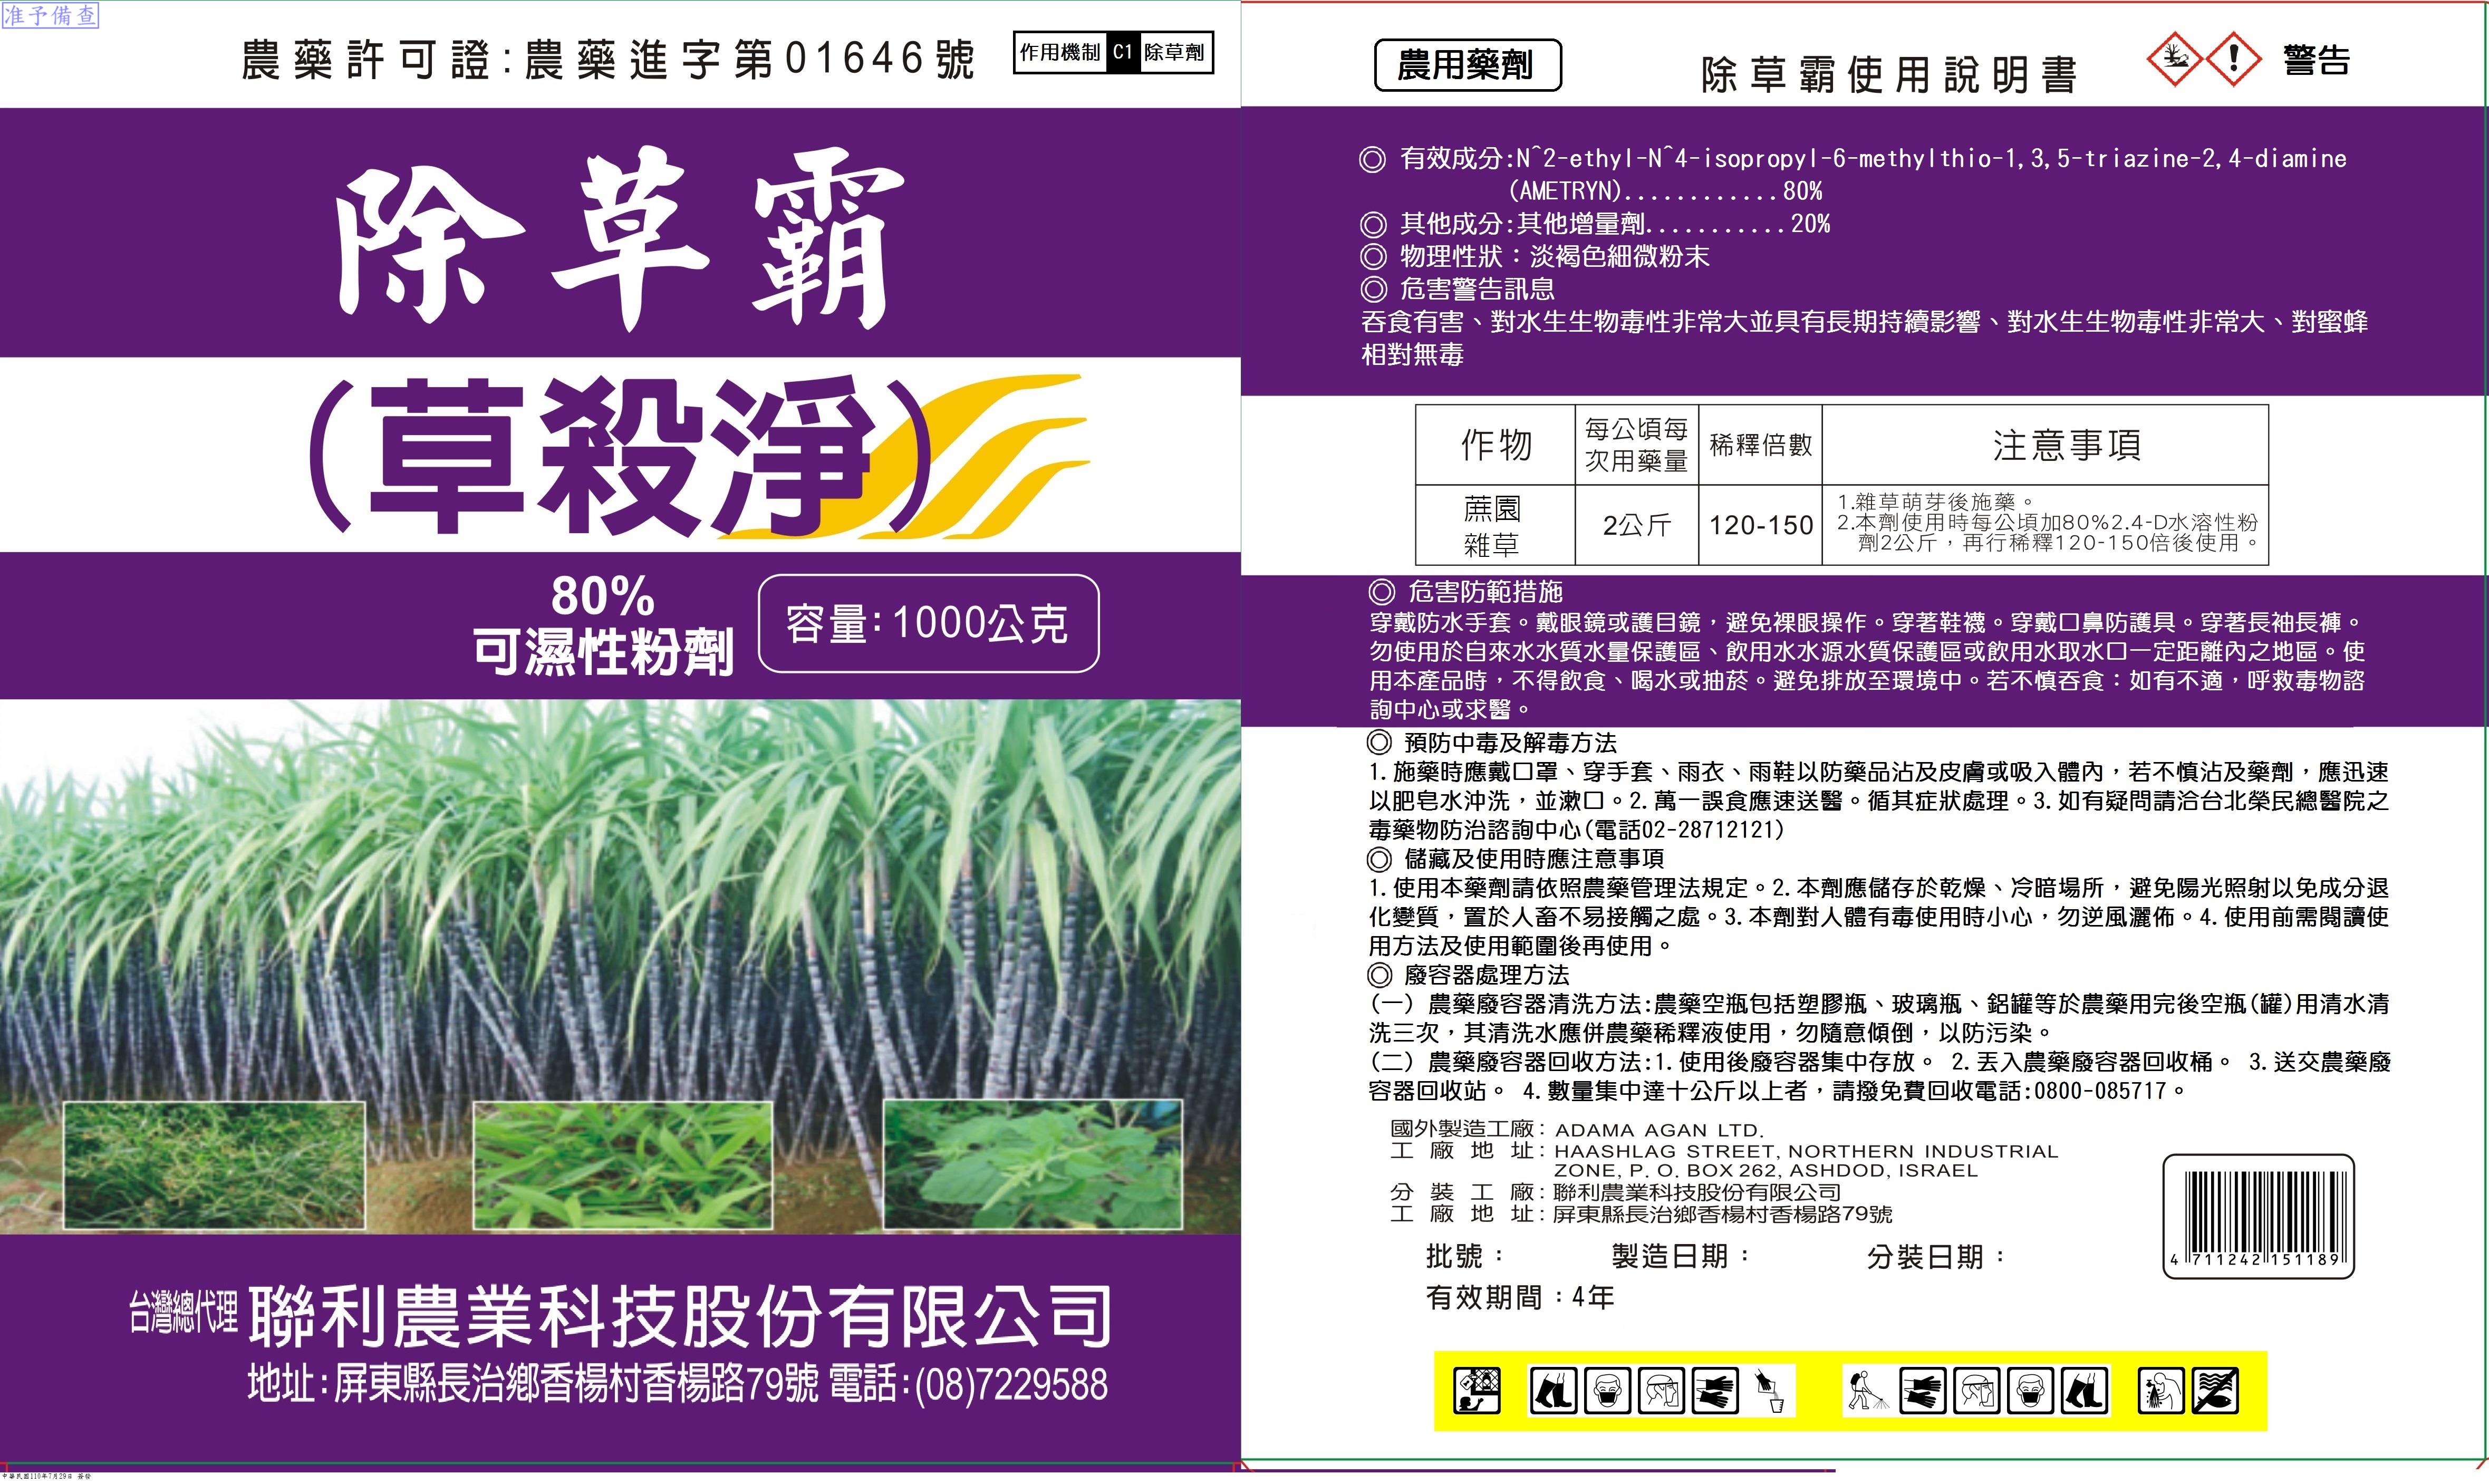 准予備查
農藥許可證:農藥進字第01646號
作用機制 C1 除草劑
除草霸
(草殺淨)
80%
可濕性粉劑
容量:1000公克
台灣總代理 聯利農業科技股份有限公司
地址:屏東縣長治鄉香楊村香楊路79號 電話:(08)7229588
中華民國110年7月29日 簽發
農用藥劑
除草霸使用說明書
警告
◎ 有效成分:N^2-ethyl-N^4-isopropyl-6-methylthio-1,3,5-triazine-2,4-diamine
(AMETRYN)............80%
◎ 其他成分:其他增量劑...........20%
◎ 物理性狀：淡褐色細微粉末
◎ 危害警告訊息
吞食有害、對水生生物毒性非常大並具有長期持續影響、對水生生物毒性非常大、對蜜蜂
相對無毒
作物 每公頃每次用藥量 稀釋倍數 注意事項
蔗園
雜草
2公斤 120-150
1.雜草萌芽後施藥。
2.本劑使用時每公頃加80%2.4-D水溶性粉
劑2公斤，再行稀釋120-150倍後使用。
◎ 危害防範措施
穿戴防水手套。戴眼鏡或護目鏡，避免裸眼操作。穿著鞋襪。穿戴口鼻防護具。穿著長袖長褲。
勿使用於自來水水質水量保護區、飲用水水源水質保護區或飲用水取水口一定距離內之地區。使
用本產品時，不得飲食、喝水或抽菸。避免排放至環境中。若不慎吞食：如有不適，呼救毒物諮
詢中心或求醫。
◎ 預防中毒及解毒方法
1.施藥時應戴口罩、穿手套、雨衣、雨鞋以防藥品沾及皮膚或吸入體內，若不慎沾及藥劑，應迅速
以肥皂水沖洗，並漱口。2.萬一誤食應速送醫。循其症狀處理。3.如有疑問請洽台北榮民總醫院之
毒藥物防治諮詢中心(電話02-28712121)
◎ 儲藏及使用時應注意事項
1.使用本藥劑請依照農藥管理法規定。2.本劑應儲存於乾燥、冷暗場所，避免陽光照射以免成分退
化變質，置於人畜不易接觸之處。3.本劑對人體有毒使用時小心，勿逆風灑佈。4.使用前需閱讀使
用方法及使用範圍後再使用。
◎ 廢容器處理方法
(一) 農藥廢容器清洗方法:農藥空瓶包括塑膠瓶、玻璃瓶、鋁罐等於農藥用完後空瓶(罐)用清水清
洗三次，其清洗水應併農藥稀釋液使用，勿隨意傾倒，以防污染。
(二) 農藥廢容器回收方法:1.使用後廢容器集中存放。 2.丟入農藥廢容器回收桶。 3.送交農藥廢
容器回收站。 4.數量集中達十公斤以上者，請撥免費回收電話:0800-085717。
國外製造工廠：ADAMA AGAN LTD.
工廠地址：HAASHLAG STREET, NORTHERN INDUSTRIAL
ZONE, P. O. BOX 262, ASHDOD, ISRAEL
分裝工廠：聯利農業科技股份有限公司
工廠地址：屏東縣長治鄉香楊村香楊路79號
批號： 製造日期： 分裝日期：
有效期間：4年
4 711242 151189